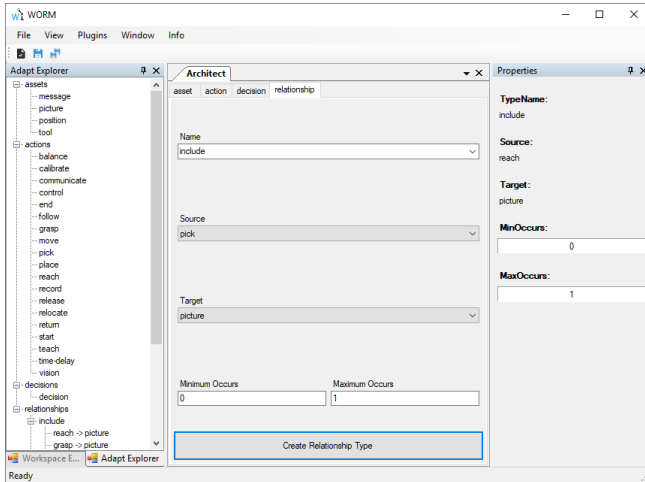 WORM
File View Plugins Window Info
Adapt Explorer
assets
message
picture
position
tool
actions
balance
calibrate
communicate
control
end
follow
grasp
move
pick
place
reach
record
release
relocate
return
start
teach
time-delay
vision
decisions
decision
relationships
include
reach -> picture
grasp -> picture
Workspace E... Adapt Explorer
Architect
asset action decision relationship
Name
include
Source
pick
Target
picture
Minimum Occurs Maximum Occurs
0 1
Create Relationship Type
Properties
TypeName:
include
Source:
reach
Target:
picture
MinOccurs:
0
MaxOccurs:
1
Ready